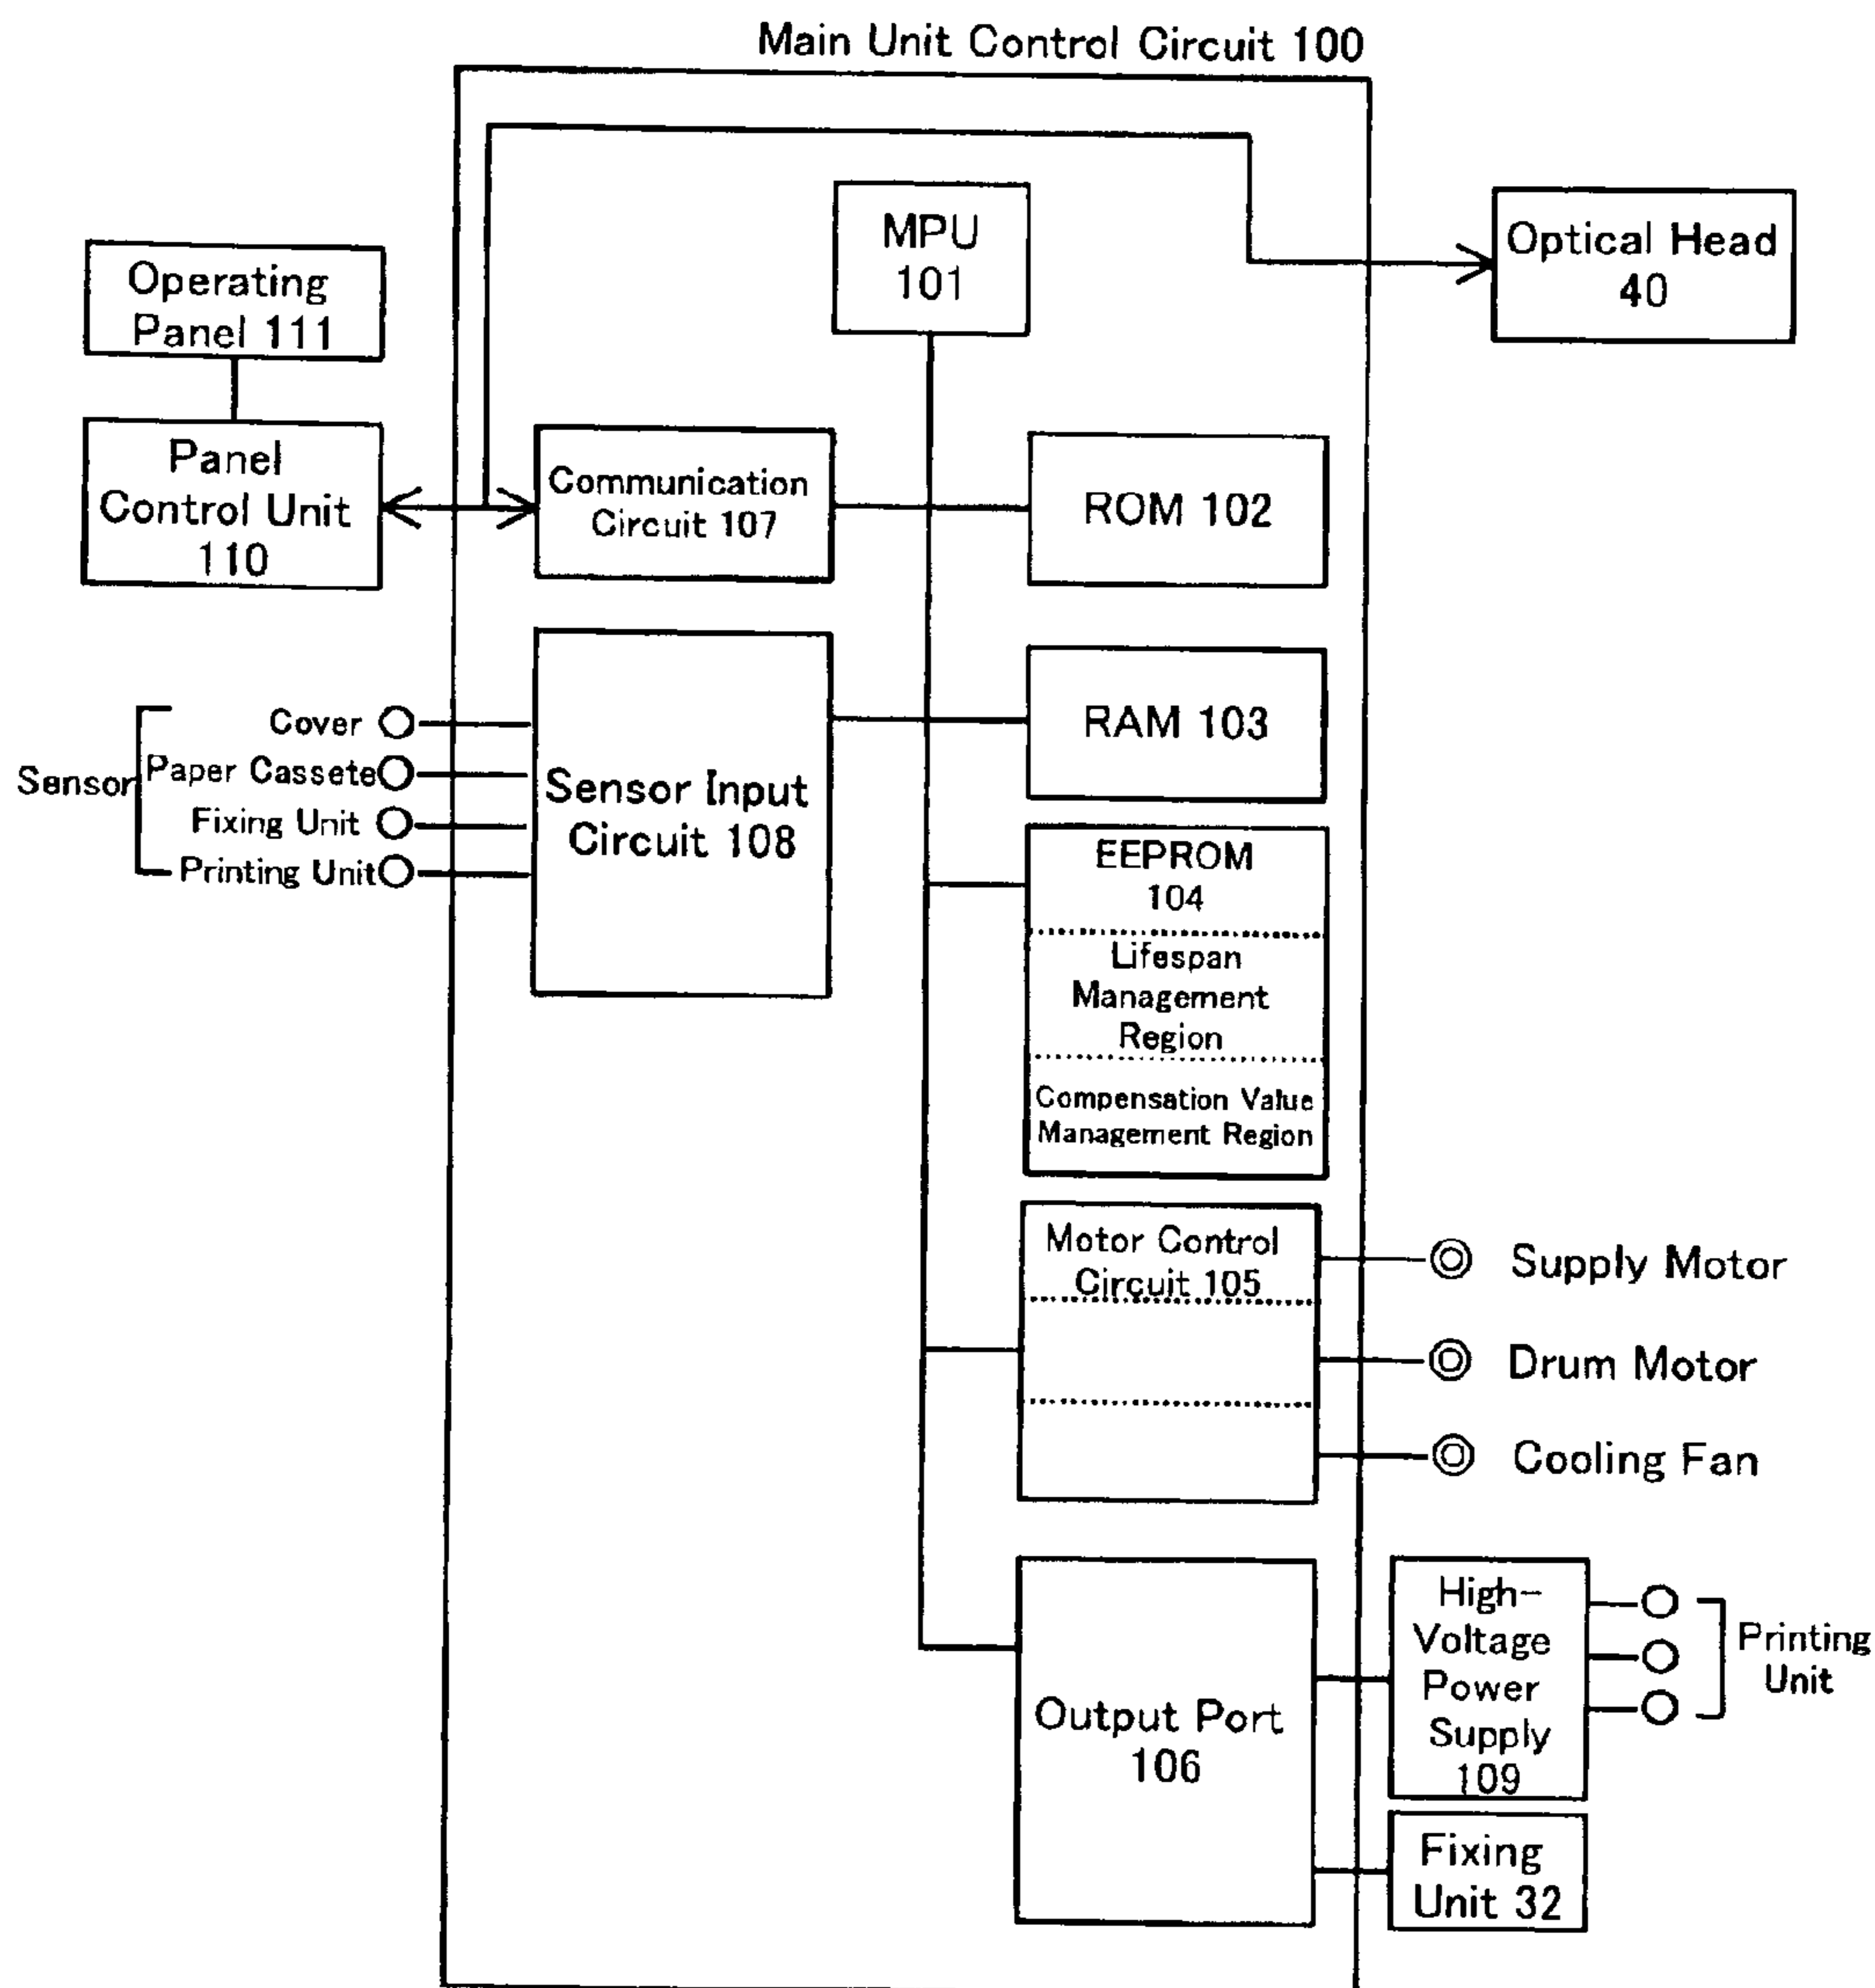 Main Unit Control Circuit 100
MPU
101
Optical Head
40
Operating
Panel 111
Panel
Control Unit
110
Communication
Circuit 107
ROM 102
Sensor
Cover
Paper Cassete
Fixing Unit
Printing Unit
Sensor Input
Circuit 108
RAM 103
EEPROM
104
Lifespan
Management
Region
Compensation Value
Management Region
Motor Control
Circuit 105
Supply Motor
Drum Motor
Cooling Fan
Output Port
106
High-
Voltage
Power
Supply
109
Printing
Unit
Fixing
Unit 32